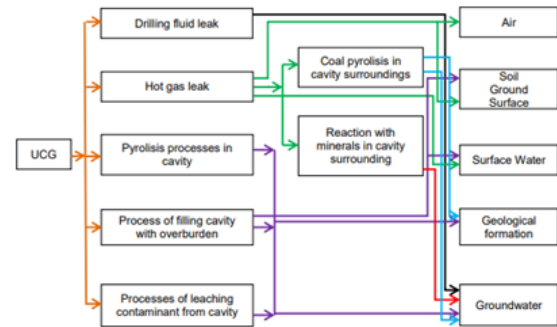 Drilling fluid leak
Air
Hot gas leak
Coal pyrolysis in
cavity surroundings
Soil
Ground
Surface
UCG
Pyrolisis processes in
cavity
Reaction with
minerals in cavity
surrounding
Surface Water
Process of filling cavity
with overburden
Geological
formation
Processes of leaching
contaminant from cavity
Groundwater